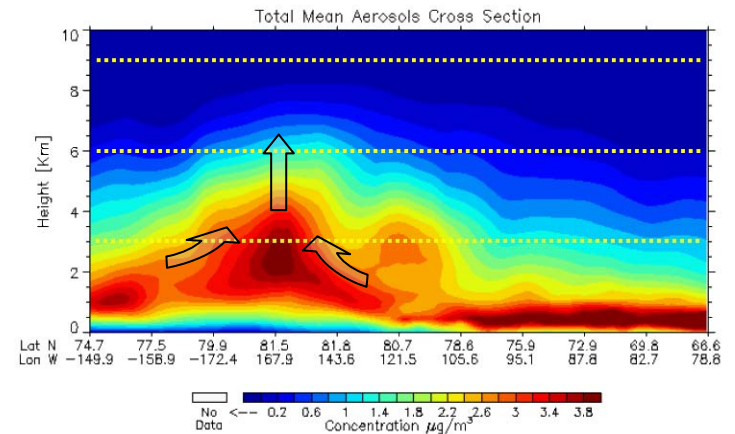 Total Mean Aerosols Cross Section
10
8
6
4
2
0
Height [Km]
Lat N 74.7 77.5 79.9 81.5 81.8 80.7 78.6 75.9 72.9 69.8 66.6
Lon W -149.9 -158.9 -172.4 167.9 143.6 121.5 105.6 95.1 87.8 82.7 78.8
No Data <-- 0.2 0.6 1 1.4 1.8 2.2 2.6 3 3.4 3.8
Concentration μg/m³